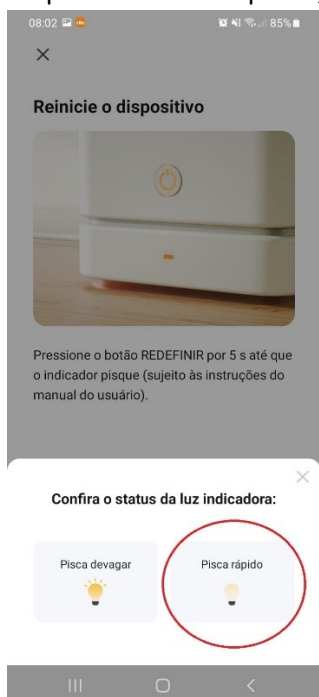 08:02 85%
Reinicie o dispositivo
Pressione o botão REDEFINIR por 5 s até que
o indicador pisque (sujeito às instruções do
manual do usuário).
Confira o status da luz indicadora:
Pisca devagar Pisca rápido